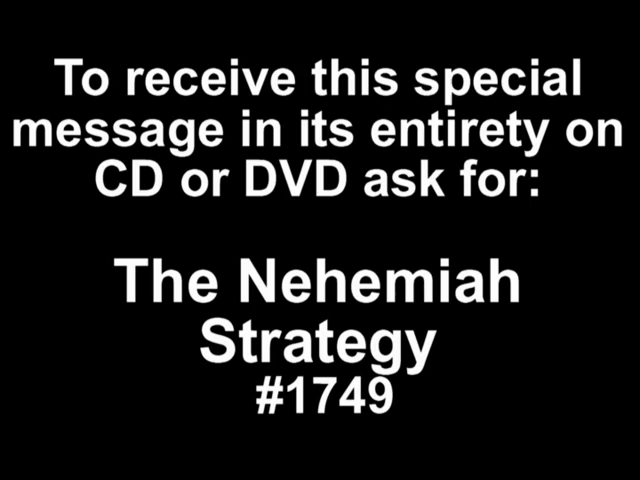 To receive this special
message in its entirety on
CD or DVD ask for:
The Nehemiah
Strategy
#1749